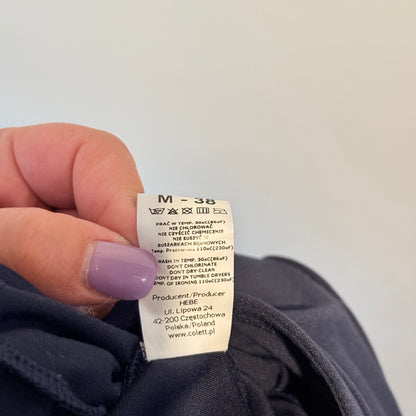 M - 38
PRAĆ W TEMP. 30oC(86oF)
NIE CHLOROWAĆ
NIE CZYŚCIĆ CHEMICZNIE
NIE SUSZYĆ
SUSZARKACH BĘBNOWYCH
Temp. Prasowania 110oC(230oF)
WASH IN TEMP. 30oC(86oF)
DON'T CHLORINATE
DON'T DRY-CLEAN
DON'T DRY IN TUMBLE DRYERS
TEMP. OF IRONING 110oC(230oF)
Producent/Producer
HEBE
Ul. Lipowa 24
42-200 Częstochowa
Polska/Poland
www.colett.pl